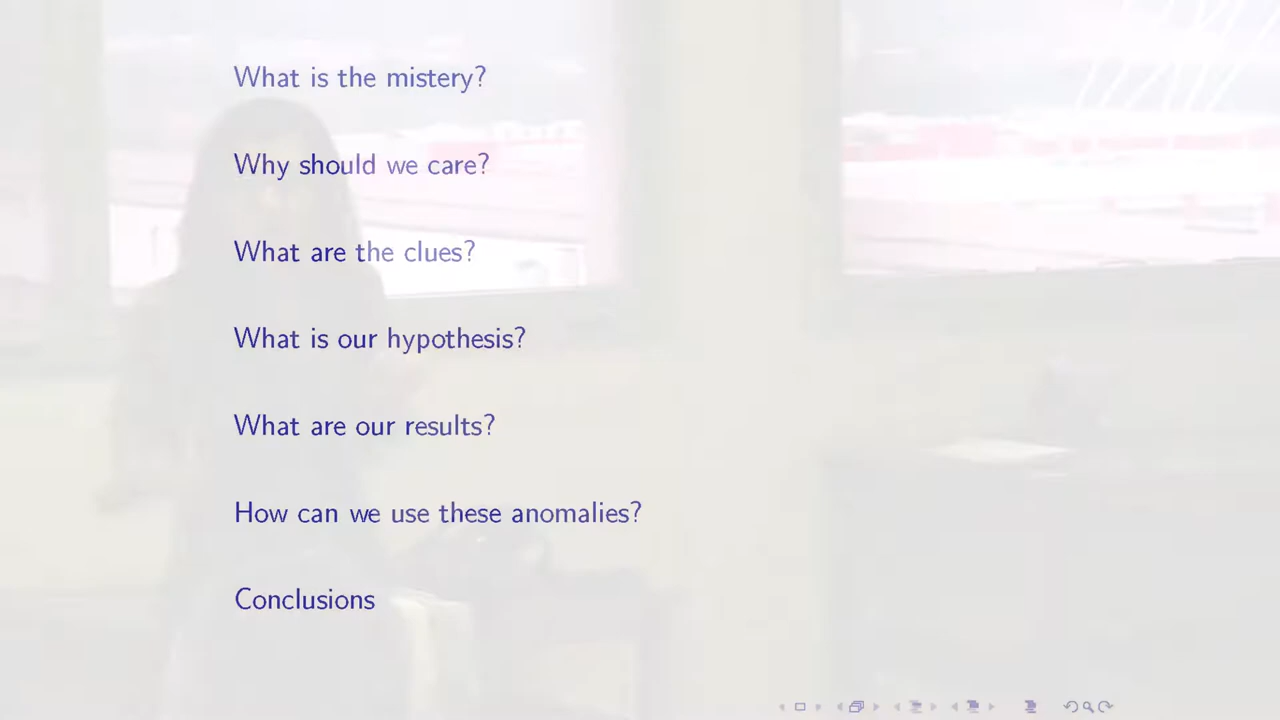 What is the mistery?
Why should we care?
What are the clues?
What is our hypothesis?
What are our results?
How can we use these anomalies?
Conclusions